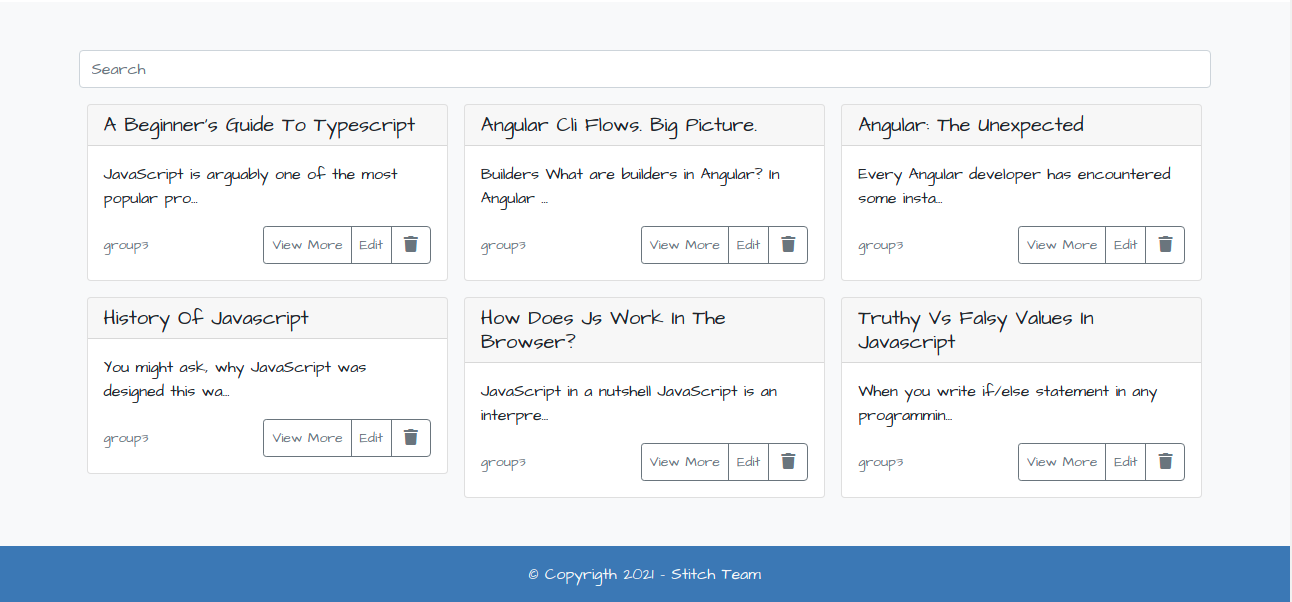 Search
A Beginner's Guide To Typescript
JavaScript is arguably one of the most
popular pro...
group3
View More
Edit
Angular Cli Flows. Big Picture.
Builders What are builders in Angular? In
Angular ...
group3
View More
Edit
Angular: The Unexpected
Every Angular developer has encountered
some insta...
group3
View More
Edit
History Of Javascript
You might ask, why JavaScript was
designed this wa...
group3
View More
Edit
How Does Js Work In The
Browser?
JavaScript in a nutshell JavaScript is an
interpre...
group3
View More
Edit
Truthy Vs Falsy Values In
Javascript
When you write if/else statement in any
programmin...
group3
View More
Edit
© Copyrigth 2021 - Stitch Team